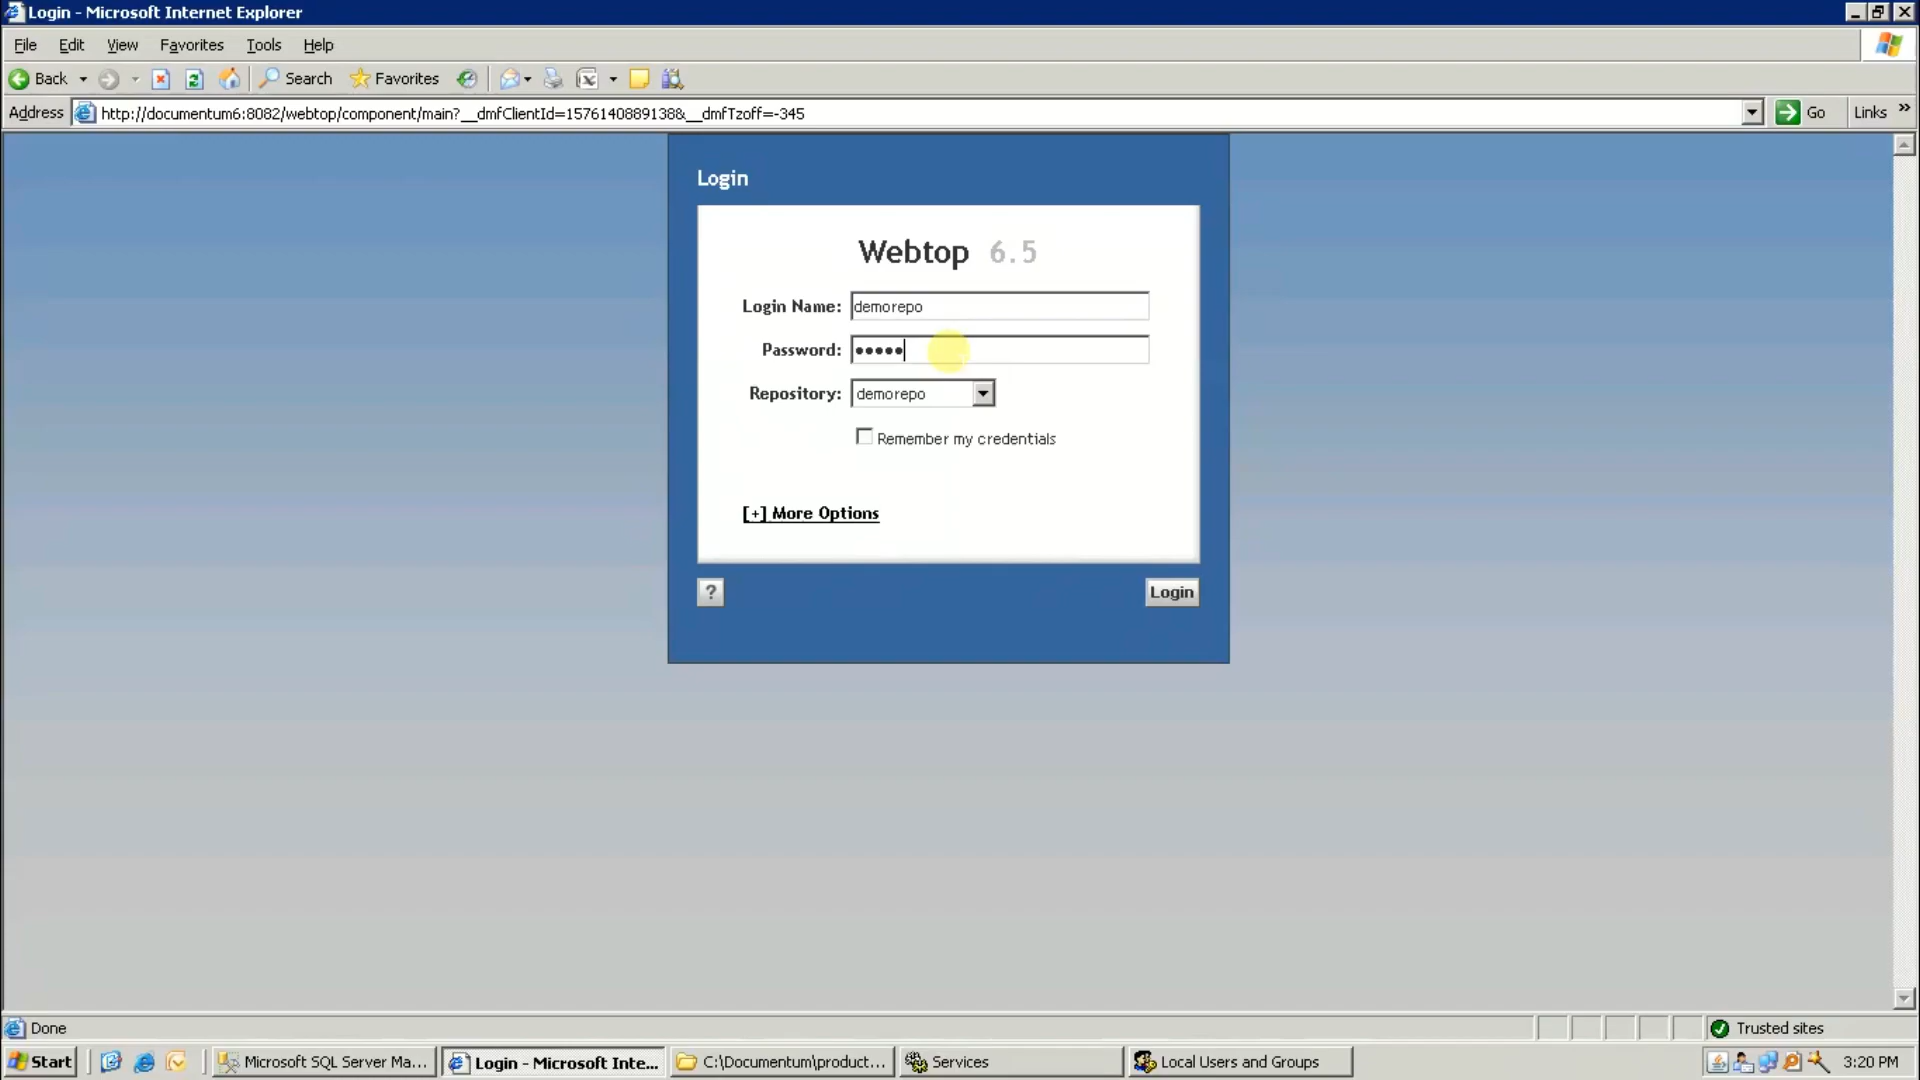 Login - Microsoft Internet Explorer
File Edit View Favorites Tools Help
Back Search Favorites
Address http://documentum6:8082/webtop/component/main?__dmfClientId=1576140889138&__dmfTzoff=-345 Go Links »
Login
Webtop 6.5
Login Name: demorepo
Password: •••••
Repository: demorepo
Remember my credentials
[+] More Options
? Login
Done Trusted sites
Start Microsoft SQL Server Ma... Login - Microsoft Inte... C:\Documentum\product... Services Local Users and Groups 3:20 PM